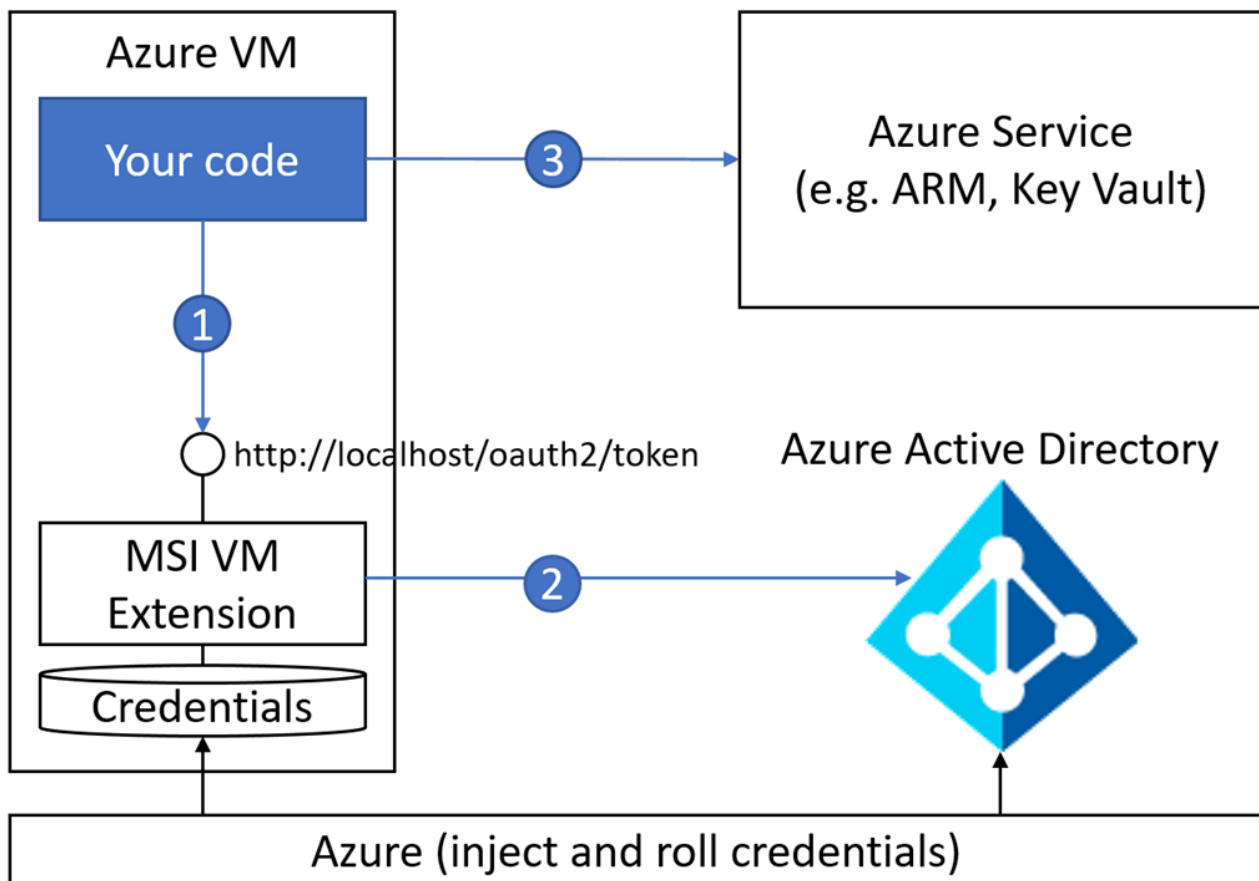 Azure VM
Your code
3
Azure Service
(e.g. ARM, Key Vault)
1
http://localhost/oauth2/token
Azure Active Directory
MSI VM
Extension
2
Credentials
Azure (inject and roll credentials)